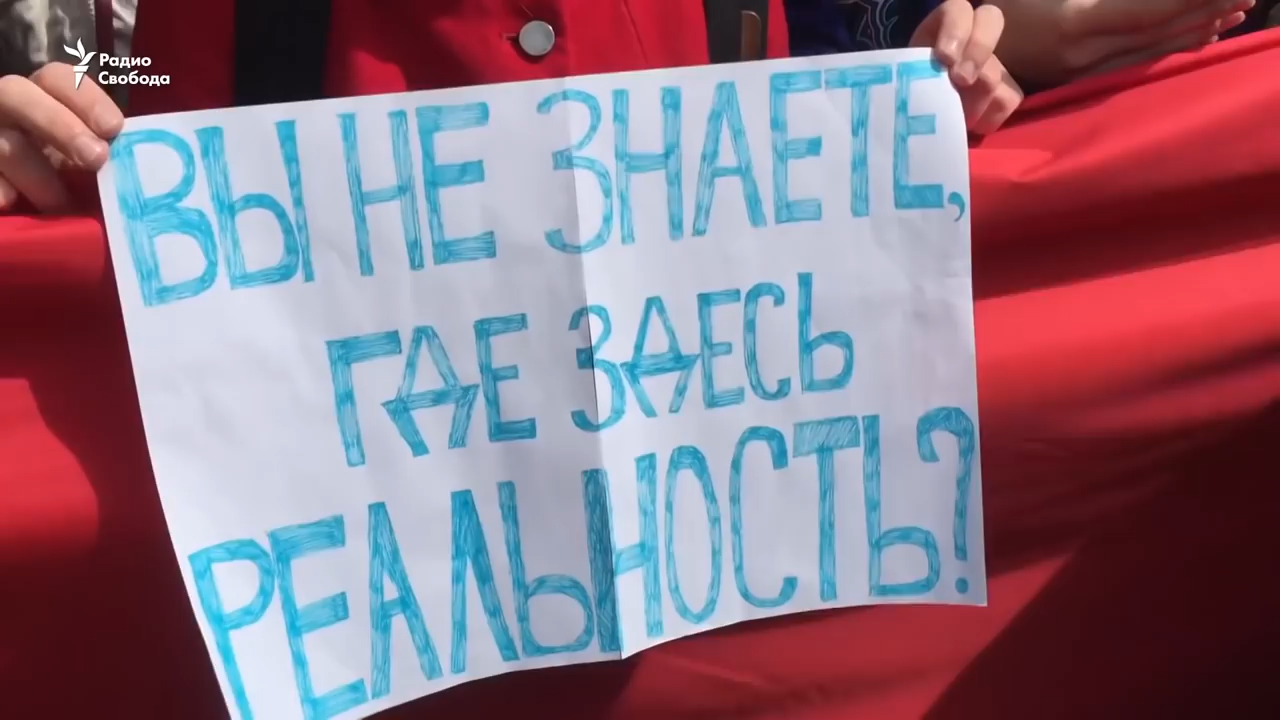 Радио
Свобода
ВЫ НЕ ЗНАЕТЕ,
ГДЕ ЗДЕСЬ
РЕАЛЬНОСТЬ?